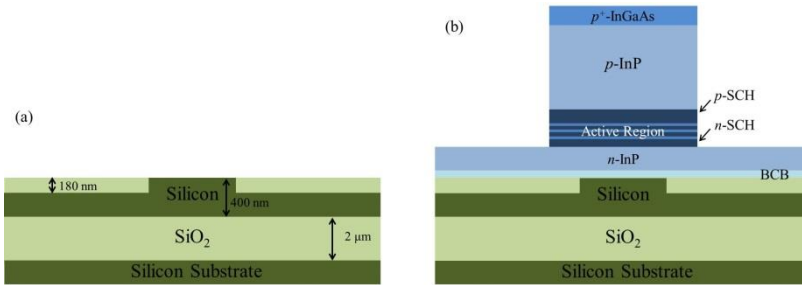 (a)
180 nm
Silicon
400 nm
SiO2
2 μm
Silicon Substrate
(b)
p+-InGaAs
p-InP
p-SCH
Active Region
n-SCH
n-InP
BCB
Silicon
SiO2
Silicon Substrate